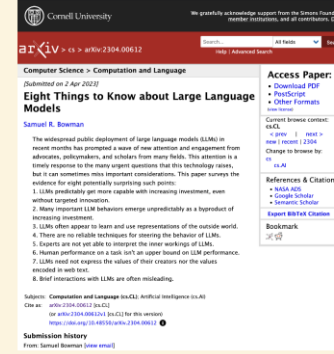 Cornell University
We gratefully acknowledge support from the Simons Found
member institutions, and all contributors.
arXiv > cs > arXiv:2304.00612
Search...
All fields
Help | Advanced Search
Computer Science > Computation and Language
[Submitted on 2 Apr 2023]
Eight Things to Know about Large Language
Models
Samuel R. Bowman
The widespread public deployment of large language models (LLMs) in
recent months has prompted a wave of new attention and engagement from
advocates, policymakers, and scholars from many fields. This attention is a
timely response to the many urgent questions that this technology raises,
but it can sometimes miss important considerations. This paper surveys the
evidence for eight potentially surprising such points:
1. LLMs predictably get more capable with increasing investment, even
without targeted innovation.
2. Many important LLM behaviors emerge unpredictably as a byproduct of
increasing investment.
3. LLMs often appear to learn and use representations of the outside world.
4. There are no reliable techniques for steering the behavior of LLMs.
5. Experts are not yet able to interpret the inner workings of LLMs.
6. Human performance on a task isn't an upper bound on LLM performance.
7. LLMs need not express the values of their creators nor the values
encoded in web text.
8. Brief interactions with LLMs are often misleading.
Subjects: Computation and Language (cs.CL); Artificial Intelligence (cs.AI)
Cite as: arXiv:2304.00612 [cs.CL]
(or arXiv:2304.00612v1 [cs.CL] for this version)
https://doi.org/10.48550/arXiv.2304.00612
Submission history
From: Samuel Bowman [view email]
Access Paper:
Download PDF
PostScript
Other Formats
(view license)
Current browse context:
cs.CL
< prev | next >
new | recent | 2304
Change to browse by:
cs
cs.AI
References & Citation
NASA ADS
Google Scholar
Semantic Scholar
Export BibTeX Citation
Bookmark